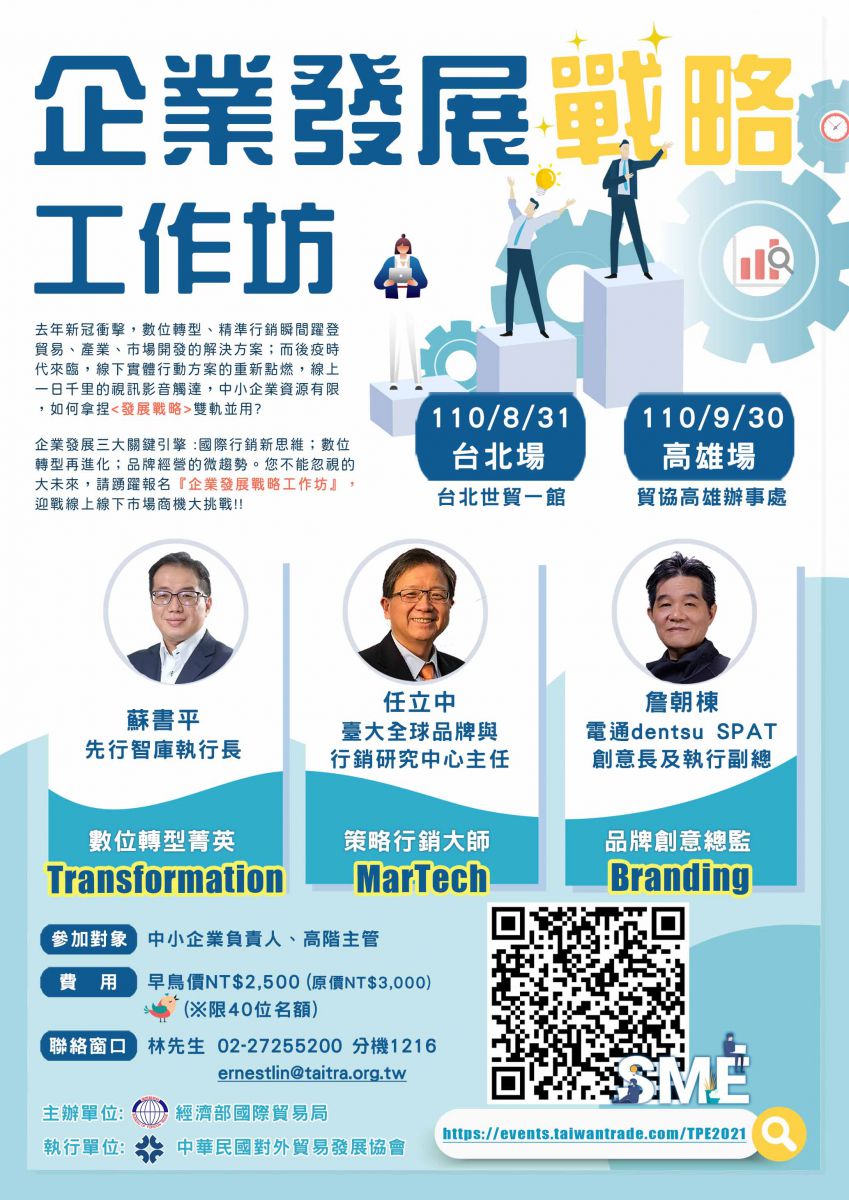 企業發展戰略
工作坊
去年新冠衝擊，數位轉型、精準行銷瞬間躍登
貿易、產業、市場開發的解決方案；而後疫時
代來臨，線下實體行動方案的重新點燃，線上
一日千里的視訊影音觸達，中小企業資源有限
，如何拿捏<發展戰略>雙軌並用?
企業發展三大關鍵引擎:國際行銷新思維；數位
轉型再進化；品牌經營的微趨勢。您不能忽視的
大未來，請踴躍報名『企業發展戰略工作坊』，
迎戰線上線下市場商機大挑戰!!
110/8/31
台北場
台北世貿一館
110/9/30
高雄場
貿協高雄辦事處
蘇書平
先行智庫執行長
數位轉型菁英
Transformation
任立中
臺大全球品牌與
行銷研究中心主任
策略行銷大師
MarTech
詹朝棟
電通dentsu SPAT
創意長及執行副總
品牌創意總監
Branding
參加對象 中小企業負責人、高階主管
費 用 早鳥價NT$2,500 (原價NT$3,000)
(※限40位名額)
聯絡窗口 林先生 02-27255200 分機1216
ernestlin@taitra.org.tw
主辦單位: 經濟部國際貿易局
執行單位: 中華民國對外貿易發展協會
SME
https://events.taiwantrade.com/TPE2021